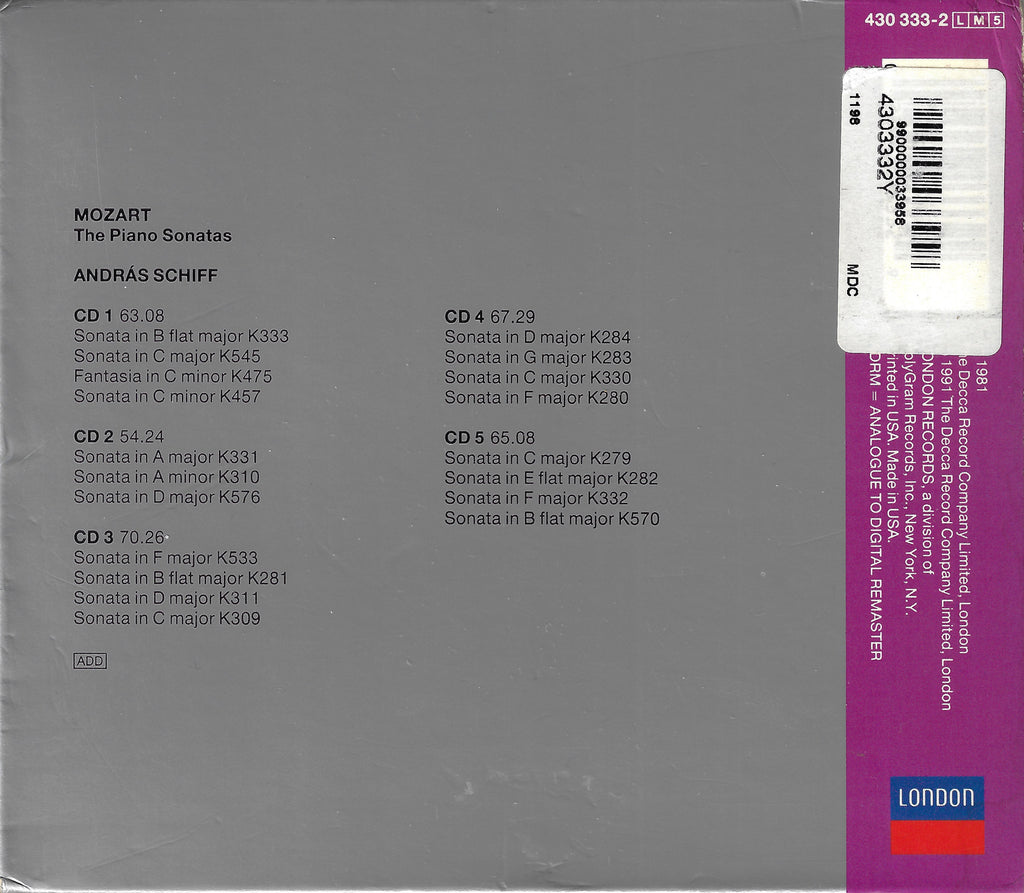 430 333-2 L M 5
MOZART
The Piano Sonatas
ANDRÁS SCHIFF
CD 1 63.08
Sonata in B flat major K333
Sonata in C major K545
Fantasia in C minor K475
Sonata in C minor K457
CD 2 54.24
Sonata in A major K331
Sonata in A minor K310
Sonata in D major K576
CD 3 70.26
Sonata in F major K533
Sonata in B flat major K281
Sonata in D major K311
Sonata in C major K309
ADD
CD 4 67.29
Sonata in D major K284
Sonata in G major K283
Sonata in C major K330
Sonata in F major K280
CD 5 65.08
Sonata in C major K279
Sonata in E flat major K282
Sonata in F major K332
Sonata in B flat major K570
9900000033958
4303332Y
1198
MDC
1981
Decca Record Company Limited, London
1991 The Decca Record Company Limited, London
ONDON RECORDS, a division of
olyGram Records, Inc., New York, N.Y.
rinted in USA. Made in USA.
DRM = ANALOGUE TO DIGITAL REMASTER
LONDON